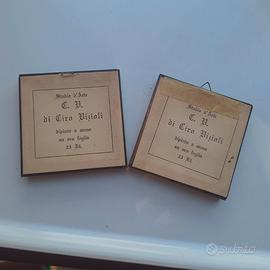 Studio d'Arte
C. V.
di Ciro Vizioli
dipinto a mano
su oro foglia
23 Kt.
Studio d'Arte
C. V.
di Ciro Vizioli
dipinto a mano
su oro foglia
23 Kt.
subito